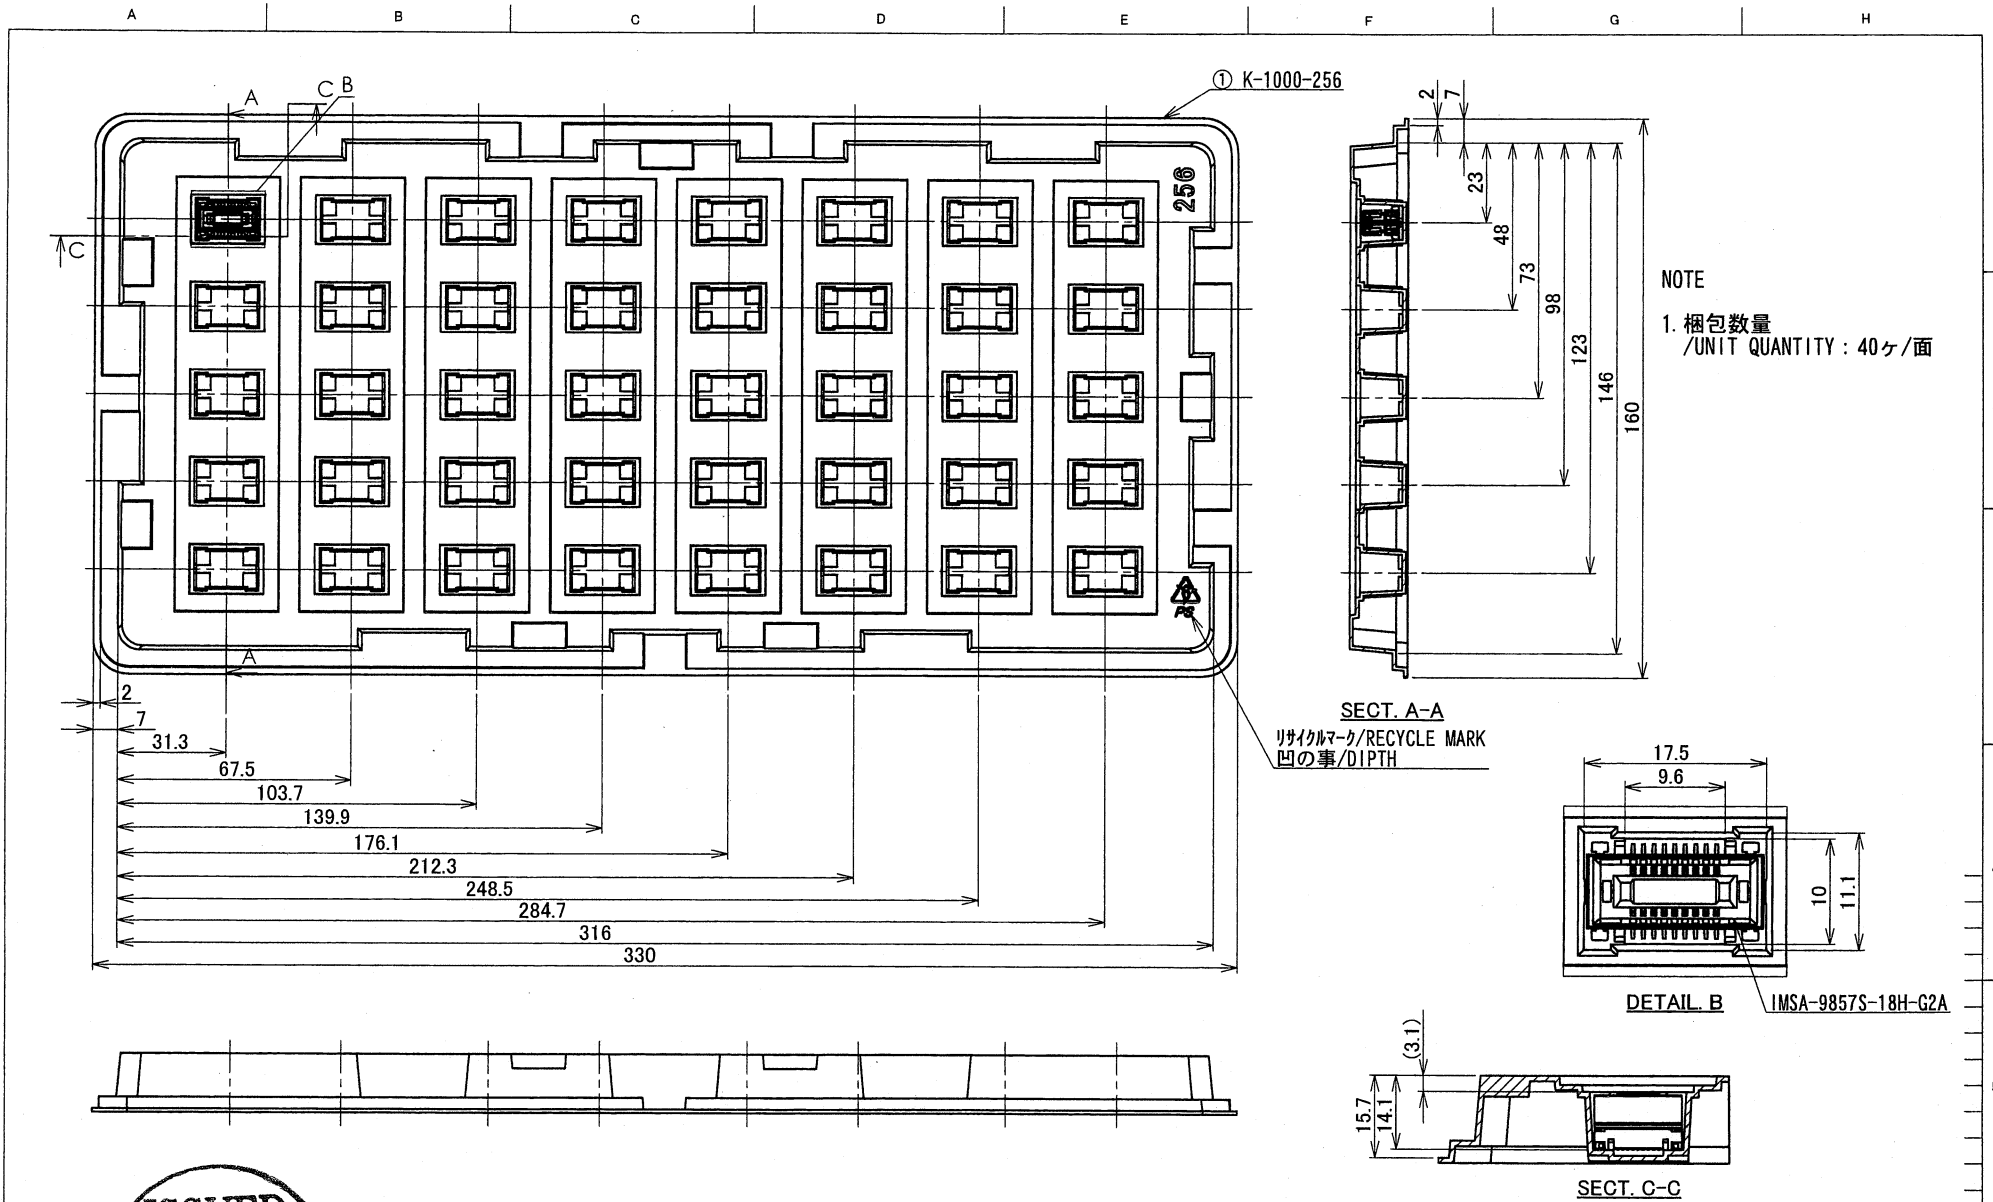 A B C D E F G H
① K-1000-256
A
C B
C
256
PS
A
2
7
31.3
67.5
103.7
139.9
176.1
212.3
248.5
284.7
316
330
2
7
23
48
73
98
123
146
160
SECT. A-A
NOTE
1. 梱包数量
/UNIT QUANTITY : 40ヶ/面
リサイクルマーク/RECYCLE MARK
凹の事/DIPTH
17.5
9.6
10
11.1
DETAIL. B
IMSA-9857S-18H-G2A
(3.1)
15.7
14.1
SECT. C-C